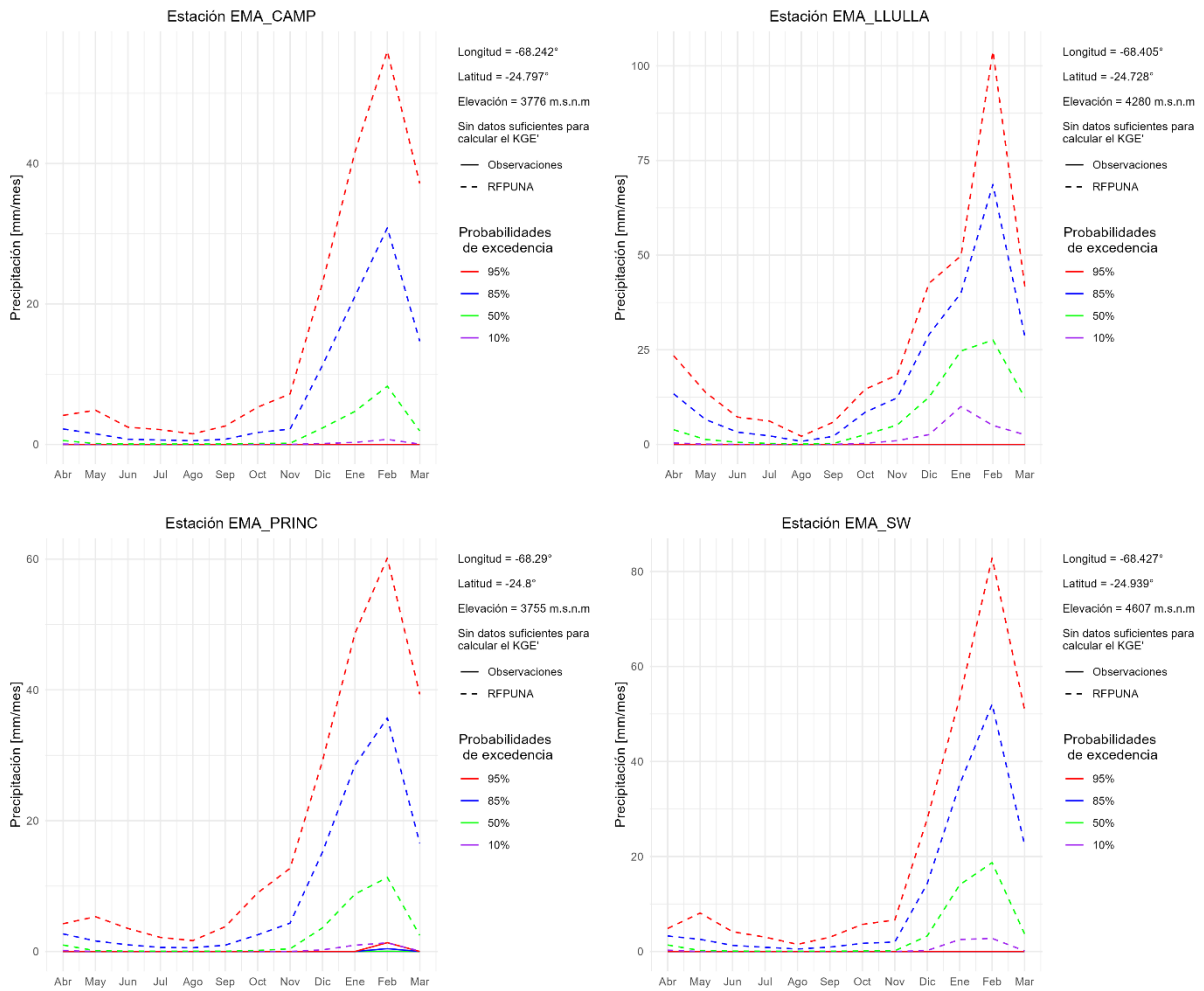 Estación EMA_CAMP
Precipitación [mm/mes]
40
20
0
Abr May Jun Jul Ago Sep Oct Nov Dic Ene Feb Mar
Longitud = -68.242°
Latitud = -24.797°
Elevación = 3776 m.s.n.m
Sin datos suficientes para
calcular el KGE'
Observaciones
RFPUNA
Probabilidades
de excedencia
95%
85%
50%
10%
Estación EMA_LLULLA
Precipitación [mm/mes]
100
75
50
25
0
Abr May Jun Jul Ago Sep Oct Nov Dic Ene Feb Mar
Longitud = -68.405°
Latitud = -24.728°
Elevación = 4280 m.s.n.m
Sin datos suficientes para
calcular el KGE'
Observaciones
RFPUNA
Probabilidades
de excedencia
95%
85%
50%
10%
Estación EMA_PRINC
Precipitación [mm/mes]
60
40
20
0
Abr May Jun Jul Ago Sep Oct Nov Dic Ene Feb Mar
Longitud = -68.29°
Latitud = -24.8°
Elevación = 3755 m.s.n.m
Sin datos suficientes para
calcular el KGE'
Observaciones
RFPUNA
Probabilidades
de excedencia
95%
85%
50%
10%
Estación EMA_SW
Precipitación [mm/mes]
80
60
40
20
0
Abr May Jun Jul Ago Sep Oct Nov Dic Ene Feb Mar
Longitud = -68.427°
Latitud = -24.939°
Elevación = 4607 m.s.n.m
Sin datos suficientes para
calcular el KGE'
Observaciones
RFPUNA
Probabilidades
de excedencia
95%
85%
50%
10%